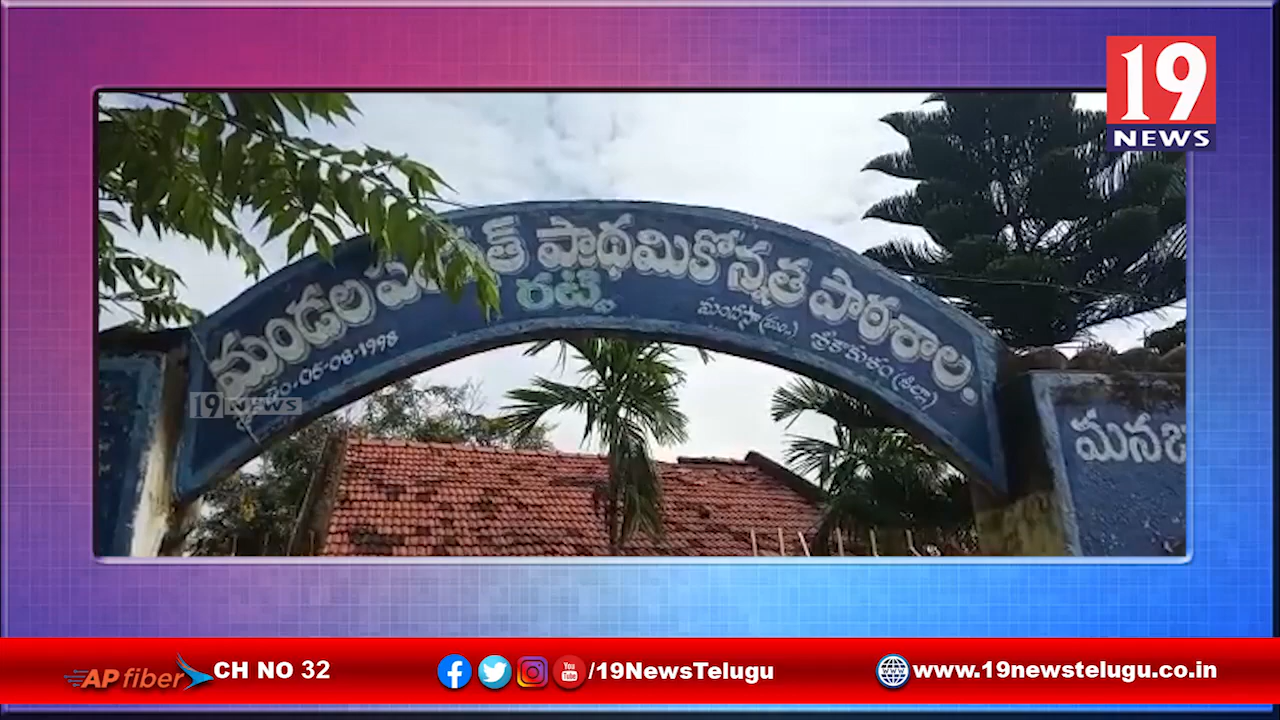 19
NEWS
మండల పరిషత్ ప్రాథమికోన్నత పాఠశాల.
రట్టి
మందస (మం.) శ్రీకాకుళం (జిల్లా)
06-08-1998
19 NEWS
మన
AP fiber CH NO 32
/19NewsTelugu
www.19newstelugu.co.in